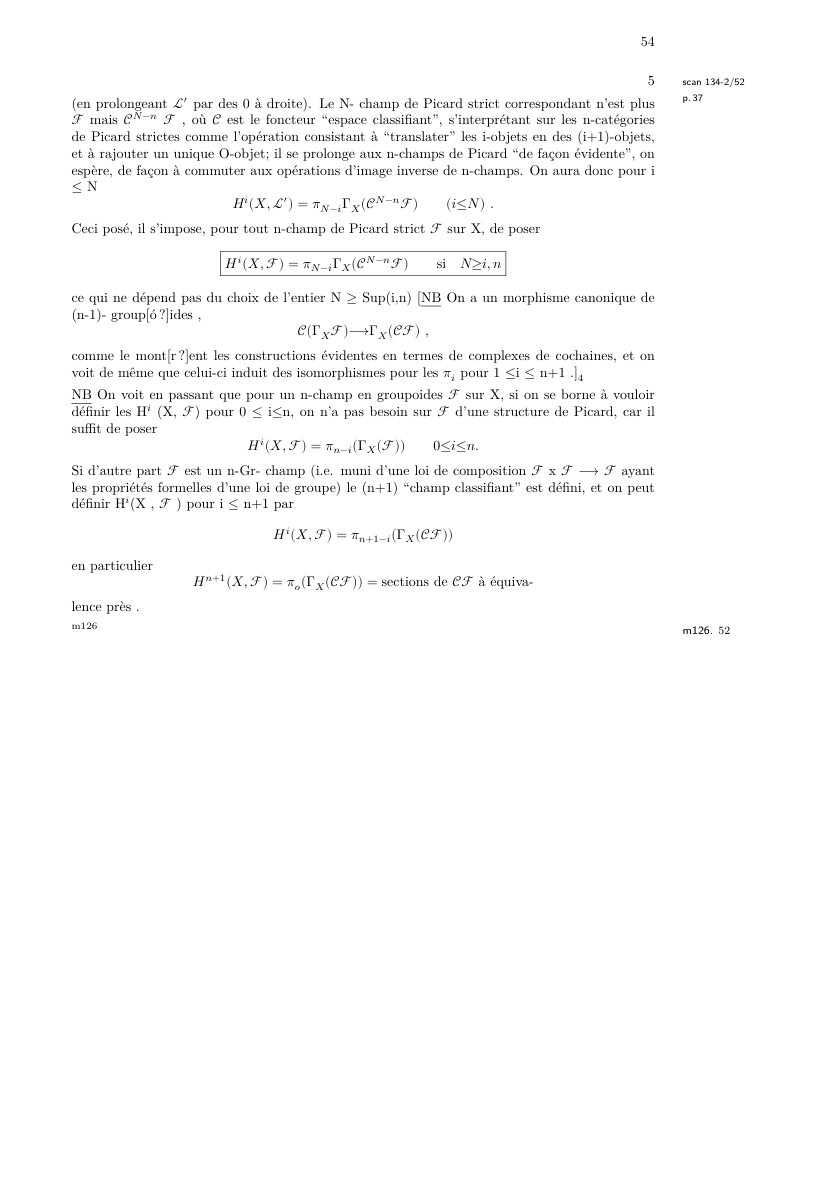 54
5
scan 134-2/52
p. 37
(en prolongeant ℒ′ par des 0 à droite). Le N- champ de Picard strict correspondant n'est plus
ℱ mais 𝒞^{N−n} ℱ , où 𝒞 est le foncteur “espace classifiant”, s'interprétant sur les n-catégories
de Picard strictes comme l'opération consistant à “translater” les i-objets en des (i+1)-objets,
et à rajouter un unique O-objet; il se prolonge aux n-champs de Picard “de façon évidente”, on
espère, de façon à commuter aux opérations d'image inverse de n-champs. On aura donc pour i
≤ N
H^i(X, ℒ′) = π_{N−i}Γ_X(𝒞^{N−n}ℱ) (i≤N) .
Ceci posé, il s'impose, pour tout n-champ de Picard strict ℱ sur X, de poser
H^i(X, ℱ) = π_{N−i}Γ_X(𝒞^{N−n}ℱ) si N≥i, n
ce qui ne dépend pas du choix de l'entier N ≥ Sup(i,n) [NB On a un morphisme canonique de
(n-1)- group[ó ?]ides ,
𝒞(Γ_Xℱ)⟶Γ_X(𝒞ℱ) ,
comme le mont[r ?]ent les constructions évidentes en termes de complexes de cochaines, et on
voit de même que celui-ci induit des isomorphismes pour les π_i pour 1 ≤i ≤ n+1 .]_4
NB On voit en passant que pour un n-champ en groupoides ℱ sur X, si on se borne à vouloir
définir les H^i (X, ℱ) pour 0 ≤ i≤n, on n'a pas besoin sur ℱ d'une structure de Picard, car il
suffit de poser
H^i(X, ℱ) = π_{n−i}(Γ_X(ℱ)) 0≤i≤n.
Si d'autre part ℱ est un n-Gr- champ (i.e. muni d'une loi de composition ℱ x ℱ ⟶ ℱ ayant
les propriétés formelles d'une loi de groupe) le (n+1) “champ classifiant” est défini, et on peut
définir H^i(X , ℱ ) pour i ≤ n+1 par
H^i(X, ℱ) = π_{n+1−i}(Γ_X(𝒞ℱ))
en particulier
H^{n+1}(X, ℱ) = π_o(Γ_X(𝒞ℱ)) = sections de 𝒞ℱ à équiva-
lence près .
m126
m126. 52